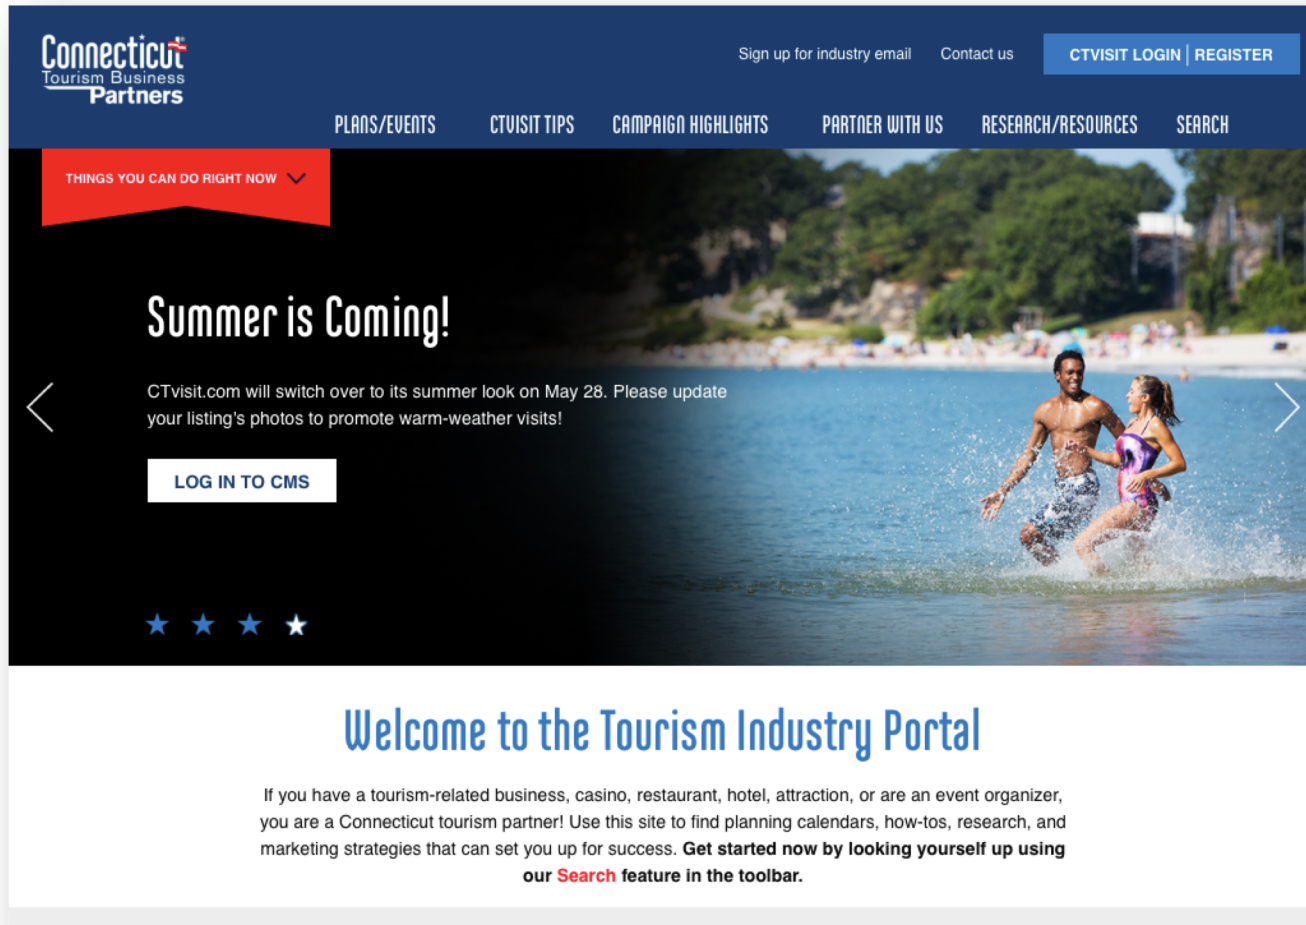 Connecticut
Tourism Business
Partners
Sign up for industry email
Contact us
CTVISIT LOGIN | REGISTER
PLANS/EVENTS
CTVISIT TIPS
CAMPAIGN HIGHLIGHTS
PARTNER WITH US
RESEARCH/RESOURCES
SEARCH
THINGS YOU CAN DO RIGHT NOW
Summer is Coming!
CTvisit.com will switch over to its summer look on May 28. Please update
your listing's photos to promote warm-weather visits!
LOG IN TO CMS
Welcome to the Tourism Industry Portal
If you have a tourism-related business, casino, restaurant, hotel, attraction, or are an event organizer,
you are a Connecticut tourism partner! Use this site to find planning calendars, how-tos, research, and
marketing strategies that can set you up for success. Get started now by looking yourself up using
our Search feature in the toolbar.